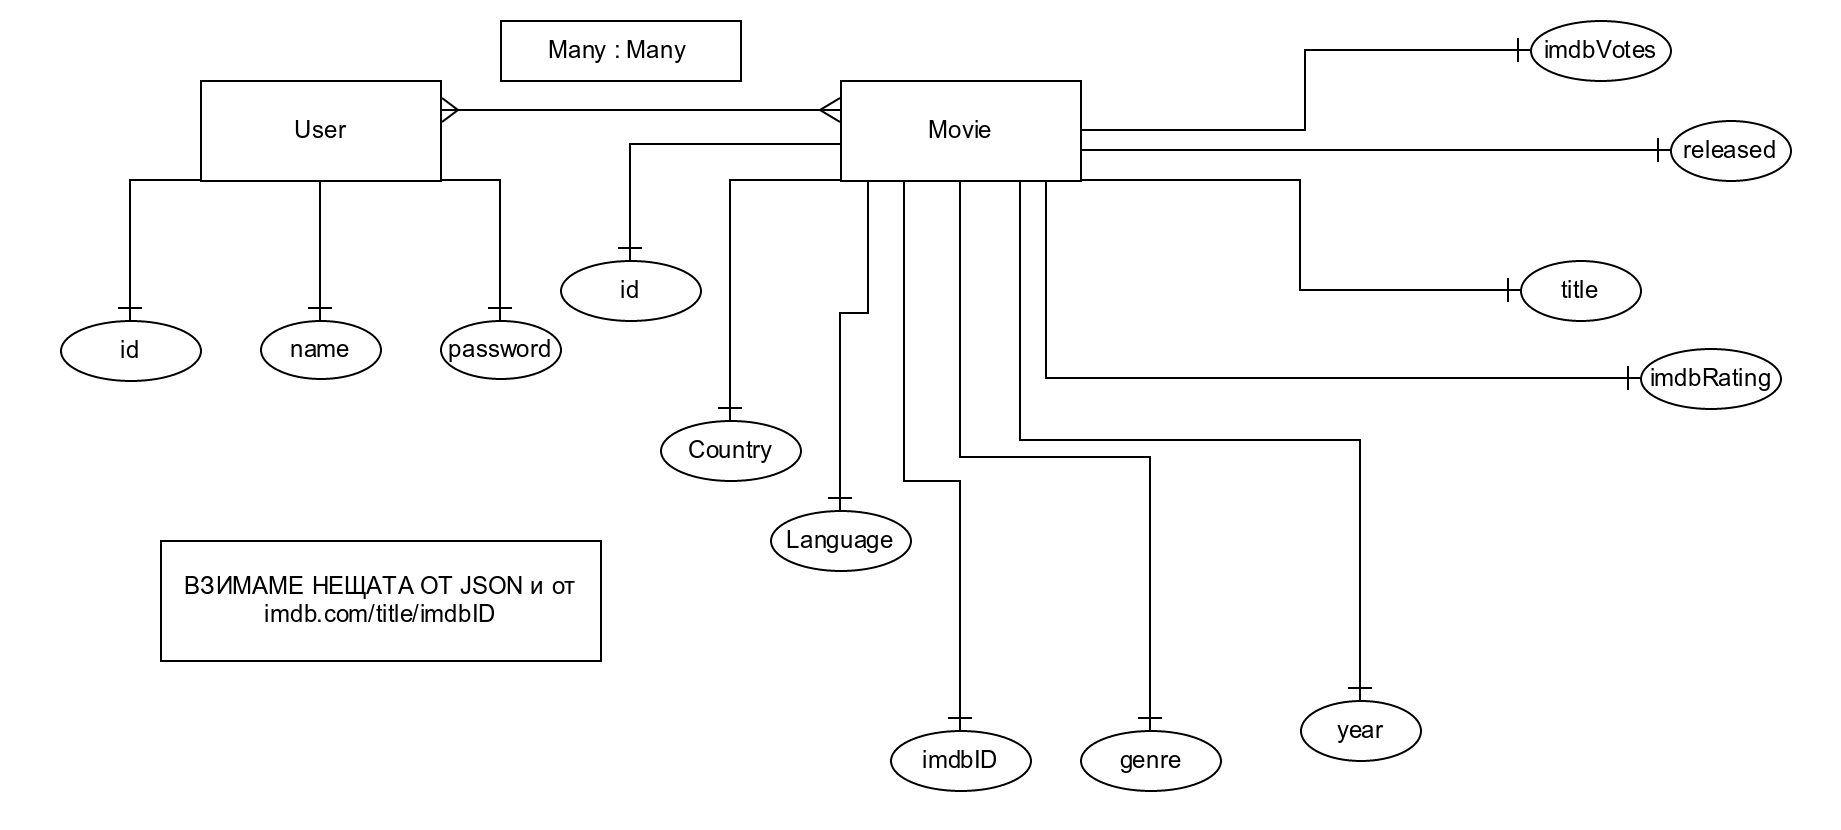 Many : Many
imdbVotes
User
Movie
released
id
title
id
name
password
imdbRating
Country
Language
ВЗИМАМЕ НЕЩАТА ОТ JSON и от
imdb.com/title/imdbID
year
imdbID
genre